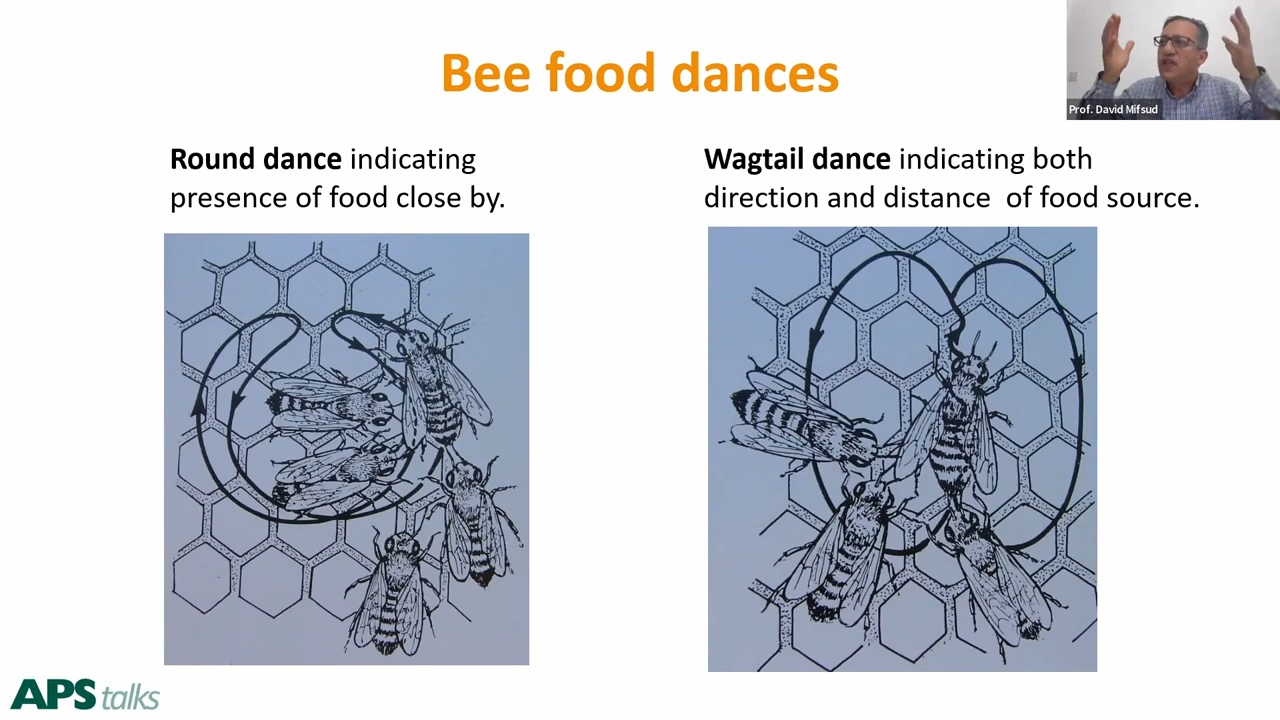 Bee food dances
Prof. David Mifsud
Round dance indicating
presence of food close by.
Wagtail dance indicating both
direction and distance  of food source.
APS talks